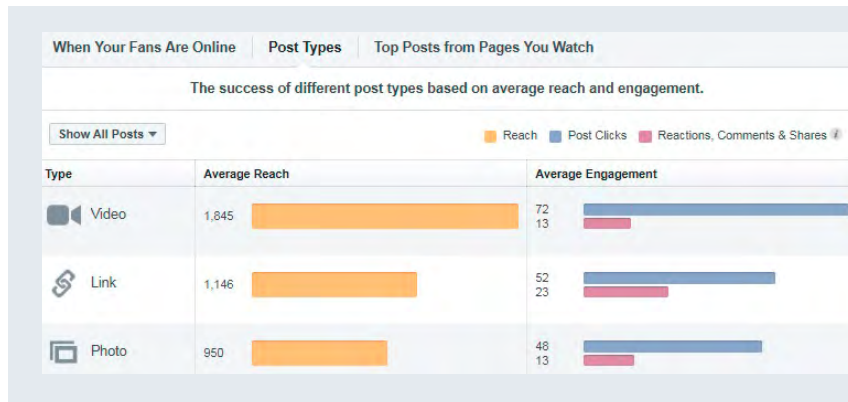 When Your Fans Are Online Post Types Top Posts from Pages You Watch
The success of different post types based on average reach and engagement.
Show All Posts Reach Post Clicks Reactions, Comments & Shares i
Type Average Reach Average Engagement
Video 1,845 72
13
Link 1,146 52
23
Photo 950 48
13